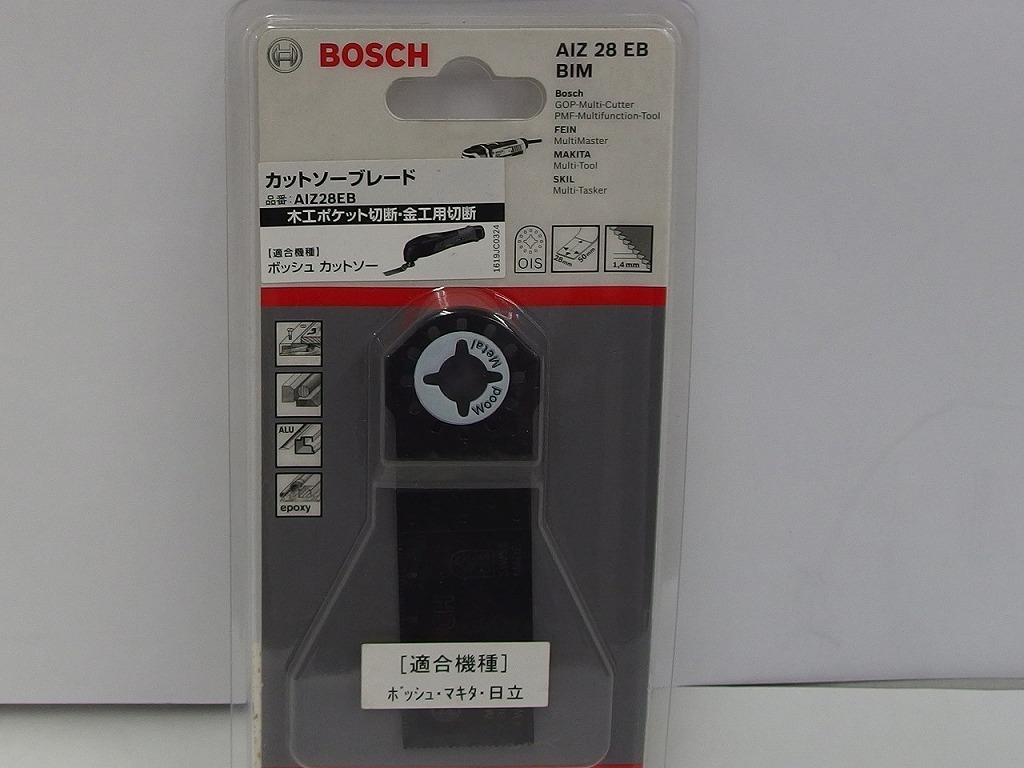 BOSCH
AIZ 28 EB
BIM
Bosch
GOP-Multi-Cutter
PMF-Multifunction-Tool
FEIN
MultiMaster
MAKITA
Multi-Tool
SKIL
Multi-Tasker
カットソーブレード
品番:AIZ28EB
木工ポケット切断・金工用切断
【適合機種】
ボッシュ カットソー
1619JC0324
OIS
28mm 50mm
1,4mm
Metal
Wood
ALU
epoxy
[適合機種]
ボッシュ・マキタ・日立